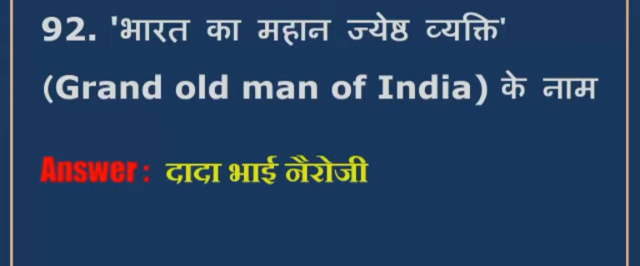 92. 'भारत का महान ज्येष्ठ व्यक्ति'
(Grand old man of India) के नाम
Answer : दादा भाई नैरोजी